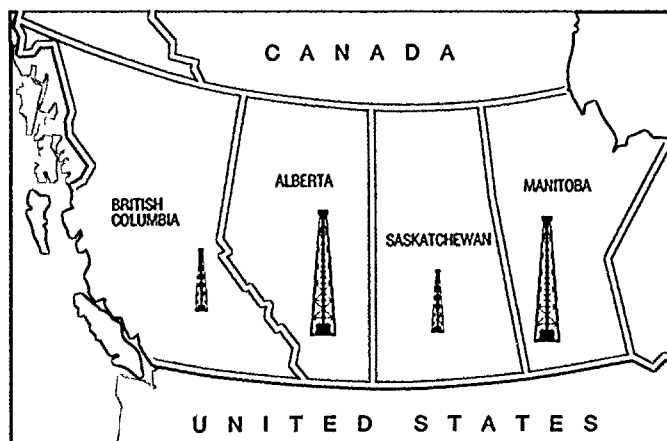 CANADA
ALBERTA
MANITOBA
BRITISH
COLUMBIA
SASKATCHEWAN
UNITED STATES